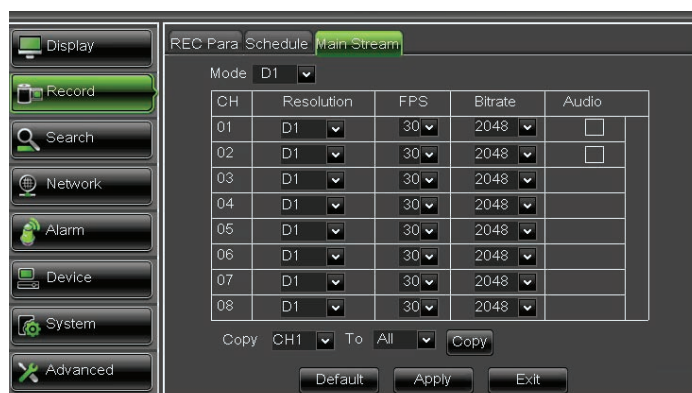 Display
Record
Search
Network
Alarm
Device
System
Advanced
REC Para Schedule Main Stream
Mode D1
CH Resolution FPS Bitrate Audio
01 D1 30 2048
02 D1 30 2048
03 D1 30 2048
04 D1 30 2048
05 D1 30 2048
06 D1 30 2048
07 D1 30 2048
08 D1 30 2048
Copy CH1 To All Copy
Default Apply Exit